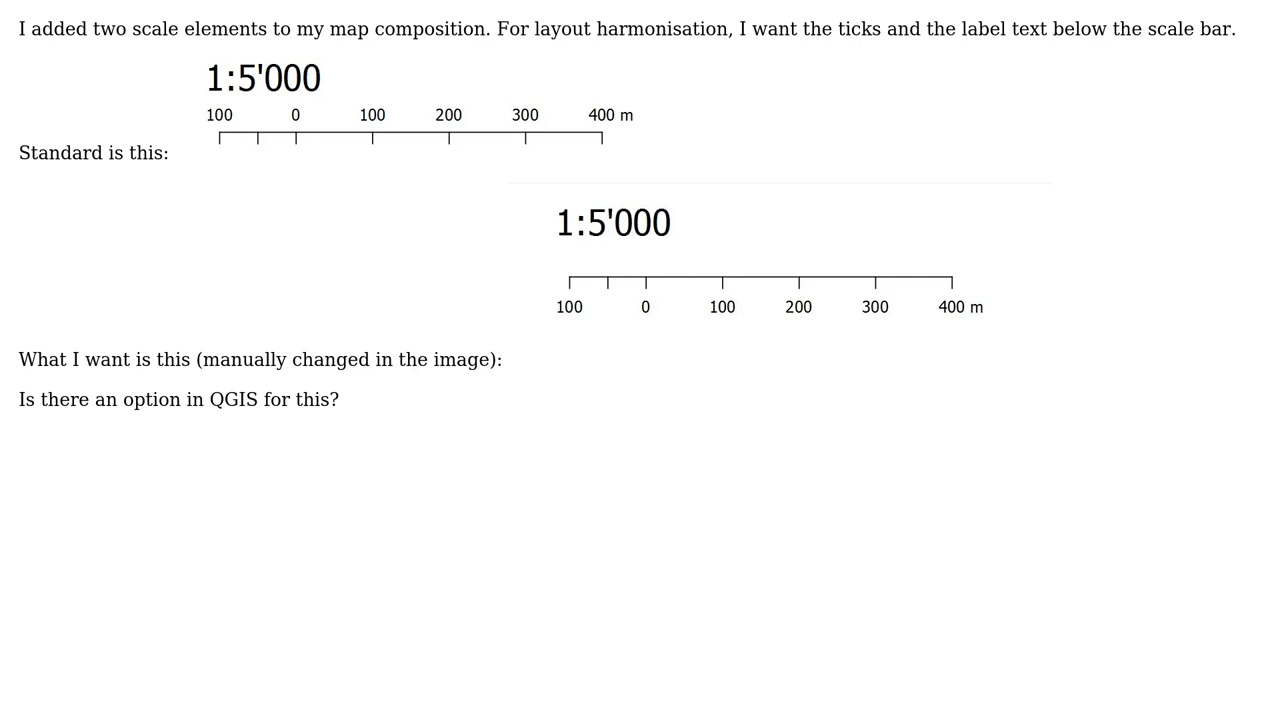 I added two scale elements to my map composition. For layout harmonisation, I want the ticks and the label text below the scale bar.
1:5'000
100 0 100 200 300 400 m
Standard is this:
1:5'000
100 0 100 200 300 400 m
What I want is this (manually changed in the image):
Is there an option in QGIS for this?